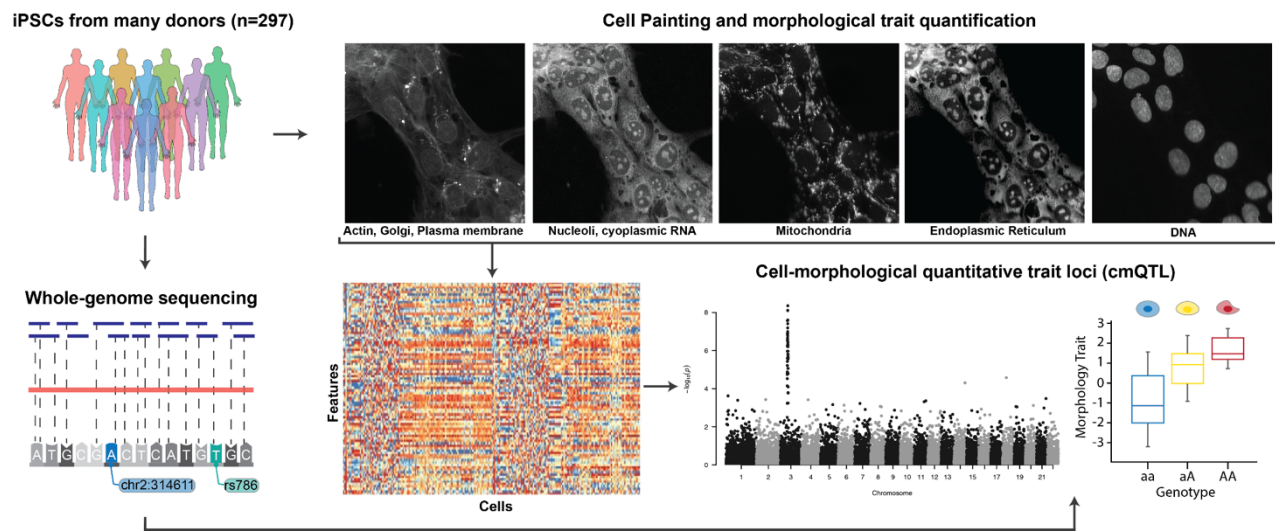 iPSCs from many donors (n=297)
Cell Painting and morphological trait quantification
Actin, Golgi, Plasma membrane
Nucleoli, cyoplasmic RNA
Mitochondria
Endoplasmic Reticulum
DNA
Whole-genome sequencing
ATGCGACTCATGTGC
chr2:314611
rs786
Features
Cells
Cell-morphological quantitative trait loci (cmQTL)
−log10(p)
8
6
4
2
0
1 2 3 4 5 6 7 8 9 10 11 12 13 15 17 19 21
Chromosome
Morphology Trait
3
2
1
0
-1
-2
-3
aa aA AA
Genotype